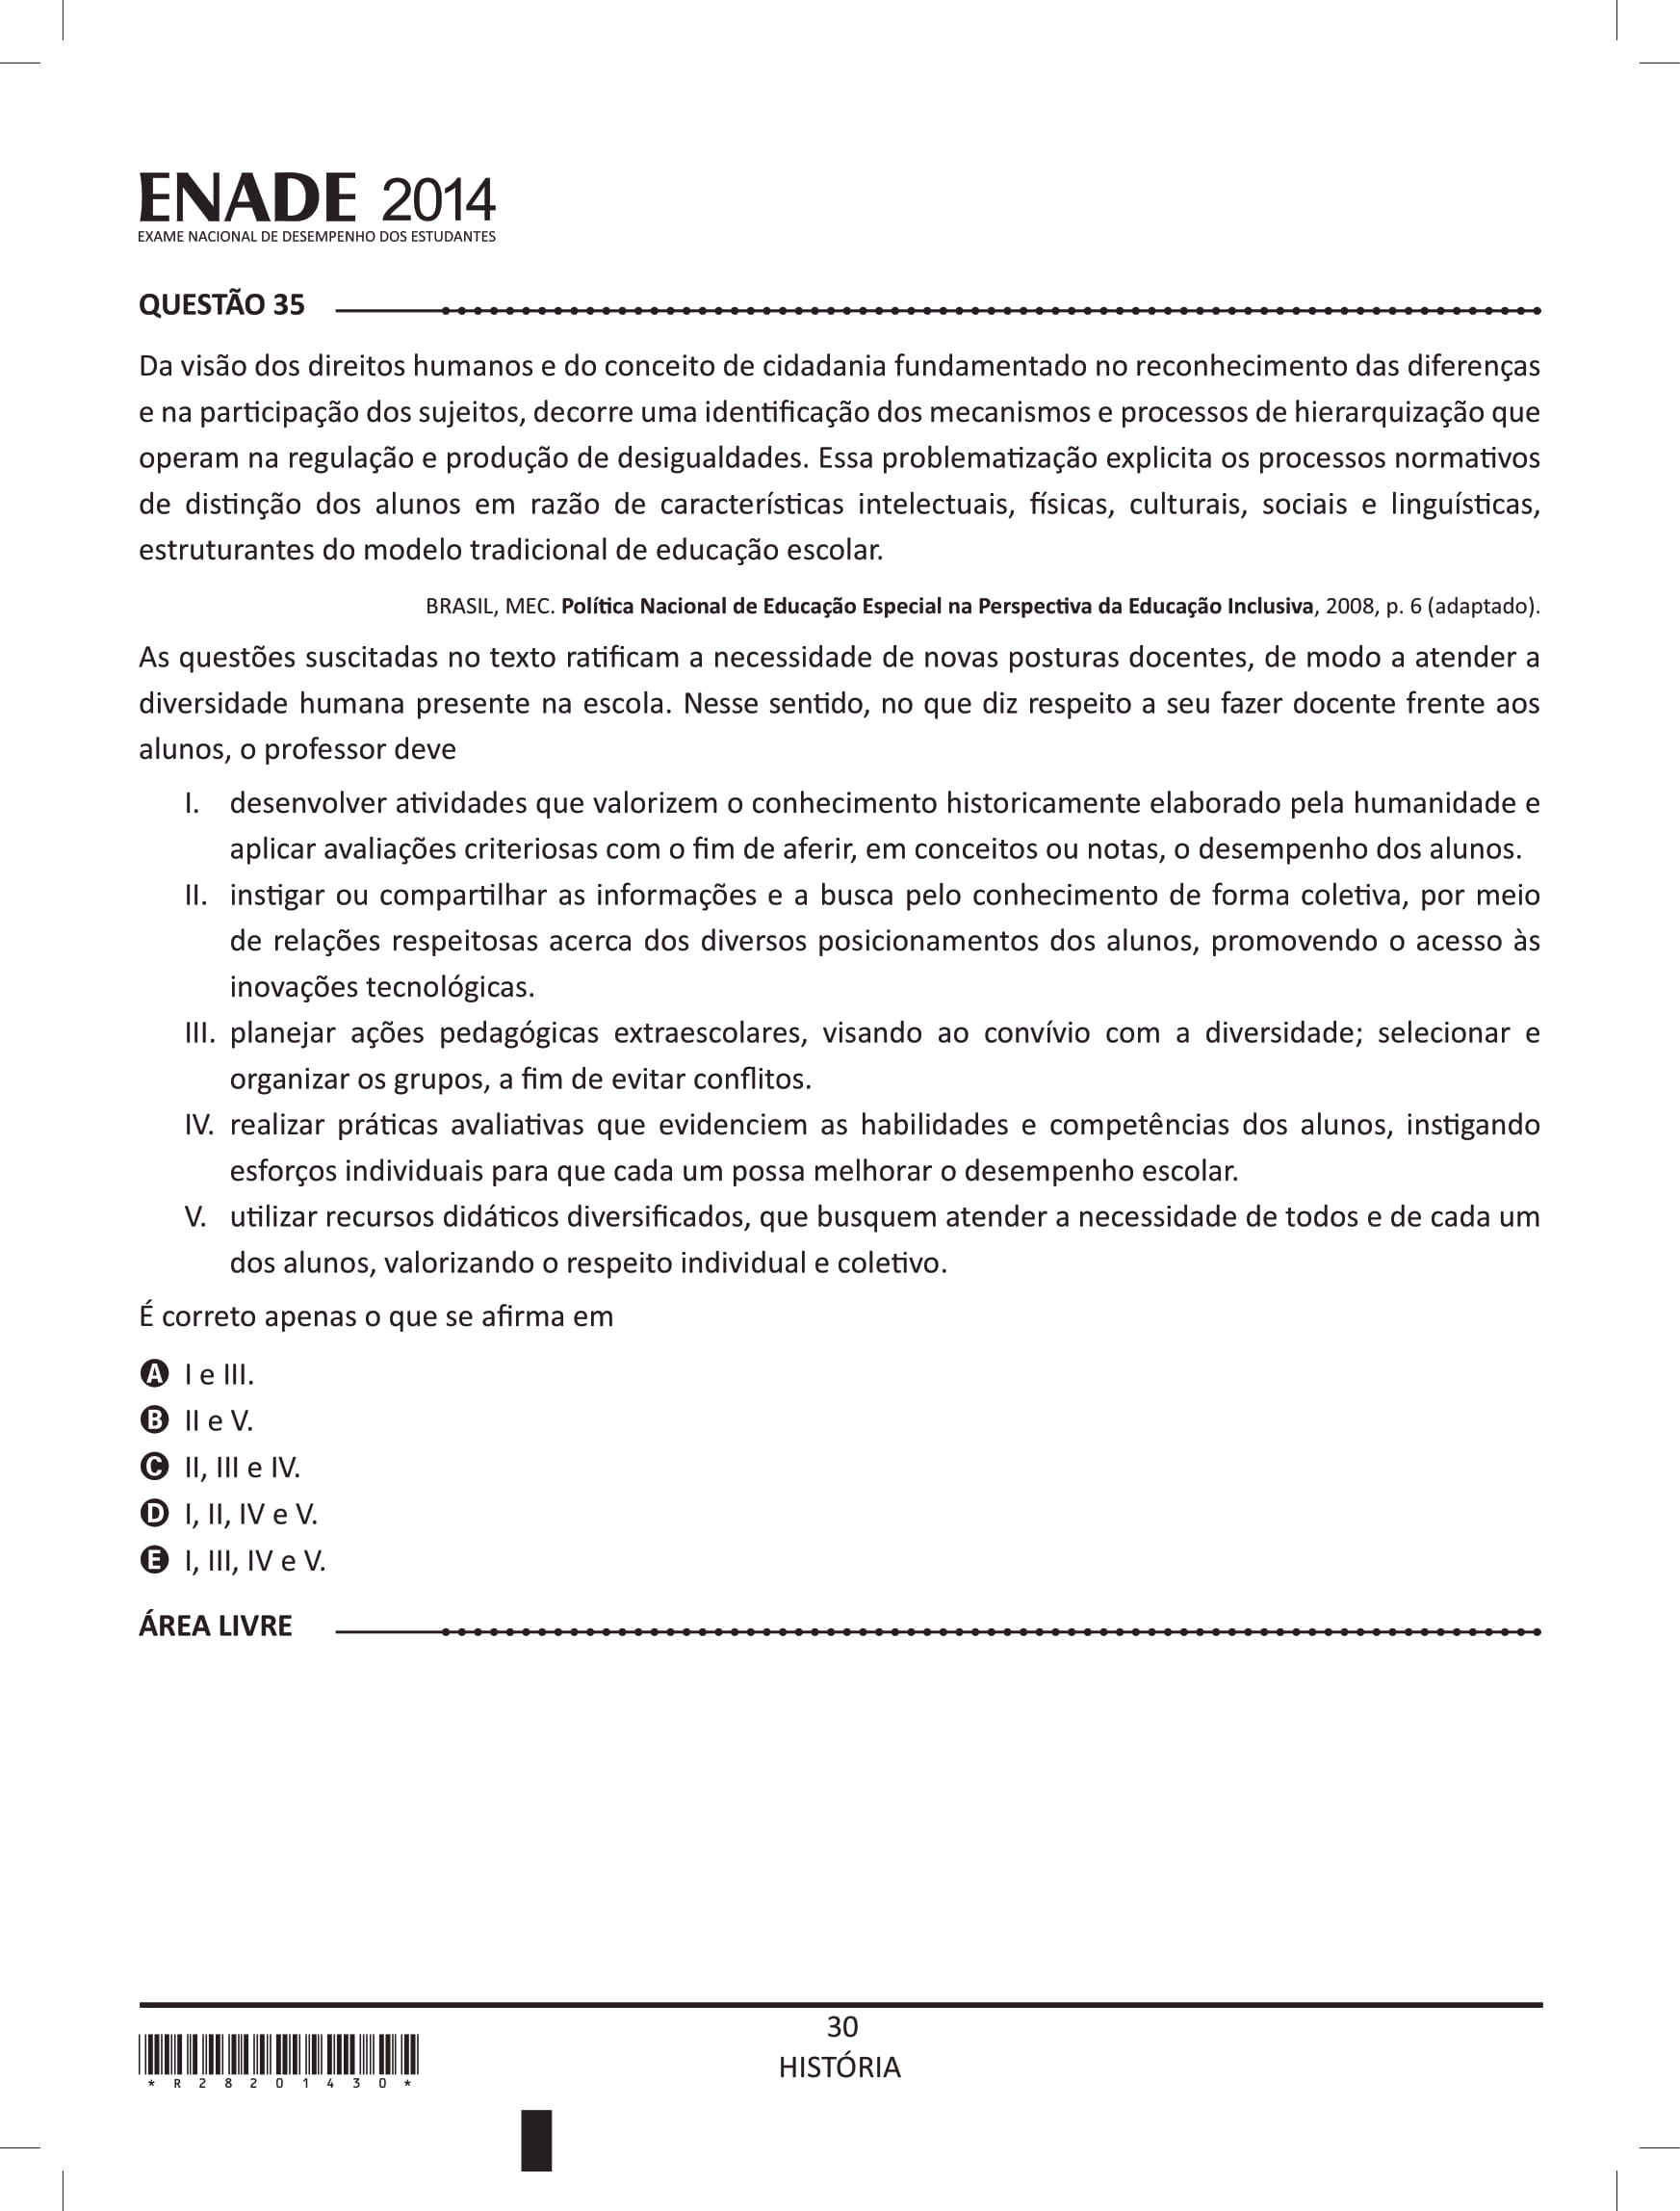 ENADE 2014
EXAME NACIONAL DE DESEMPENHO DOS ESTUDANTES
QUESTÃO 35
Da visão dos direitos humanos e do conceito de cidadania fundamentado no reconhecimento das diferenças
e na participação dos sujeitos, decorre uma identificação dos mecanismos e processos de hierarquização que
operam na regulação e produção de desigualdades. Essa problematização explicita os processos normativos
de distinção dos alunos em razão de características intelectuais, físicas, culturais, sociais e linguísticas,
estruturantes do modelo tradicional de educação escolar.
BRASIL, MEC. Política Nacional de Educação Especial na Perspectiva da Educação Inclusiva, 2008, p. 6 (adaptado).
As questões suscitadas no texto ratificam a necessidade de novas posturas docentes, de modo a atender a
diversidade humana presente na escola. Nesse sentido, no que diz respeito a seu fazer docente frente aos
alunos, o professor deve
I. desenvolver atividades que valorizem o conhecimento historicamente elaborado pela humanidade e
aplicar avaliações criteriosas com o fim de aferir, em conceitos ou notas, o desempenho dos alunos.
II. instigar ou compartilhar as informações e a busca pelo conhecimento de forma coletiva, por meio
de relações respeitosas acerca dos diversos posicionamentos dos alunos, promovendo o acesso às
inovações tecnológicas.
III. planejar ações pedagógicas extraescolares, visando ao convívio com a diversidade; selecionar e
organizar os grupos, a fim de evitar conflitos.
IV. realizar práticas avaliativas que evidenciem as habilidades e competências dos alunos, instigando
esforços individuais para que cada um possa melhorar o desempenho escolar.
V. utilizar recursos didáticos diversificados, que busquem atender a necessidade de todos e de cada um
dos alunos, valorizando o respeito individual e coletivo.
É correto apenas o que se afirma em
A I e III.
B II e V.
C II, III e IV.
D I, II, IV e V.
E I, III, IV e V.
ÁREA LIVRE
30
HISTÓRIA
* R 2 8 2 0 1 4 3 0 *